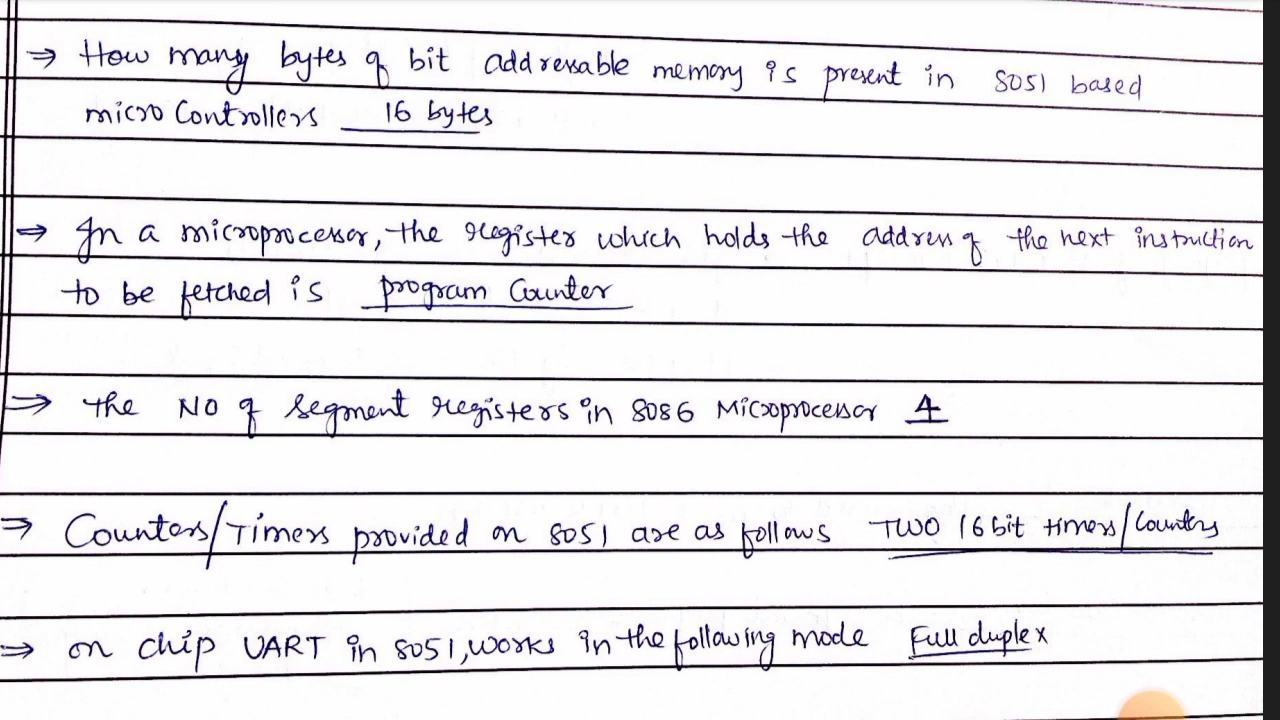 ⇒ How many bytes of bit addressable memory is present in 8051 based
micro Controllers 16 bytes
⇒ In a microprocessor, the register which holds the address of the next instruction
to be fetched is program Counter
⇒ the NO of segment registers in 8086 Microprocessor 4
⇒ Counters/Timers provided on 8051 are as follows TWO 16 bit timers/Counters
⇒ on chip UART in 8051, works in the following mode Full duplex